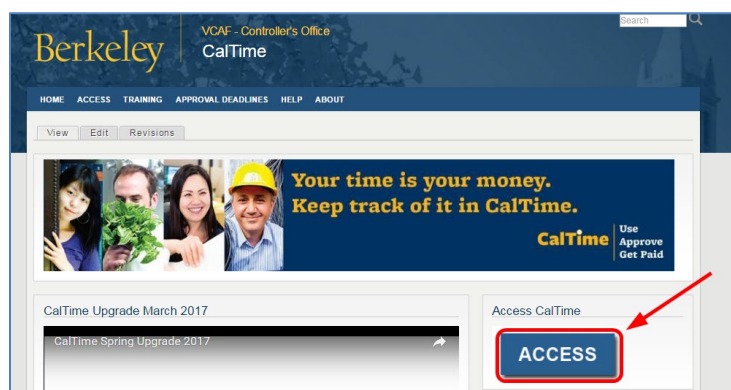 Berkeley
VCAF - Controller's Office
CalTime
Search
HOME ACCESS TRAINING APPROVAL DEADLINES HELP ABOUT
View Edit Revisions
Your time is your money.
Keep track of it in CalTime.
CalTime
Use
Approve
Get Paid
CalTime Upgrade March 2017
CalTime Spring Upgrade 2017
Access CalTime
ACCESS